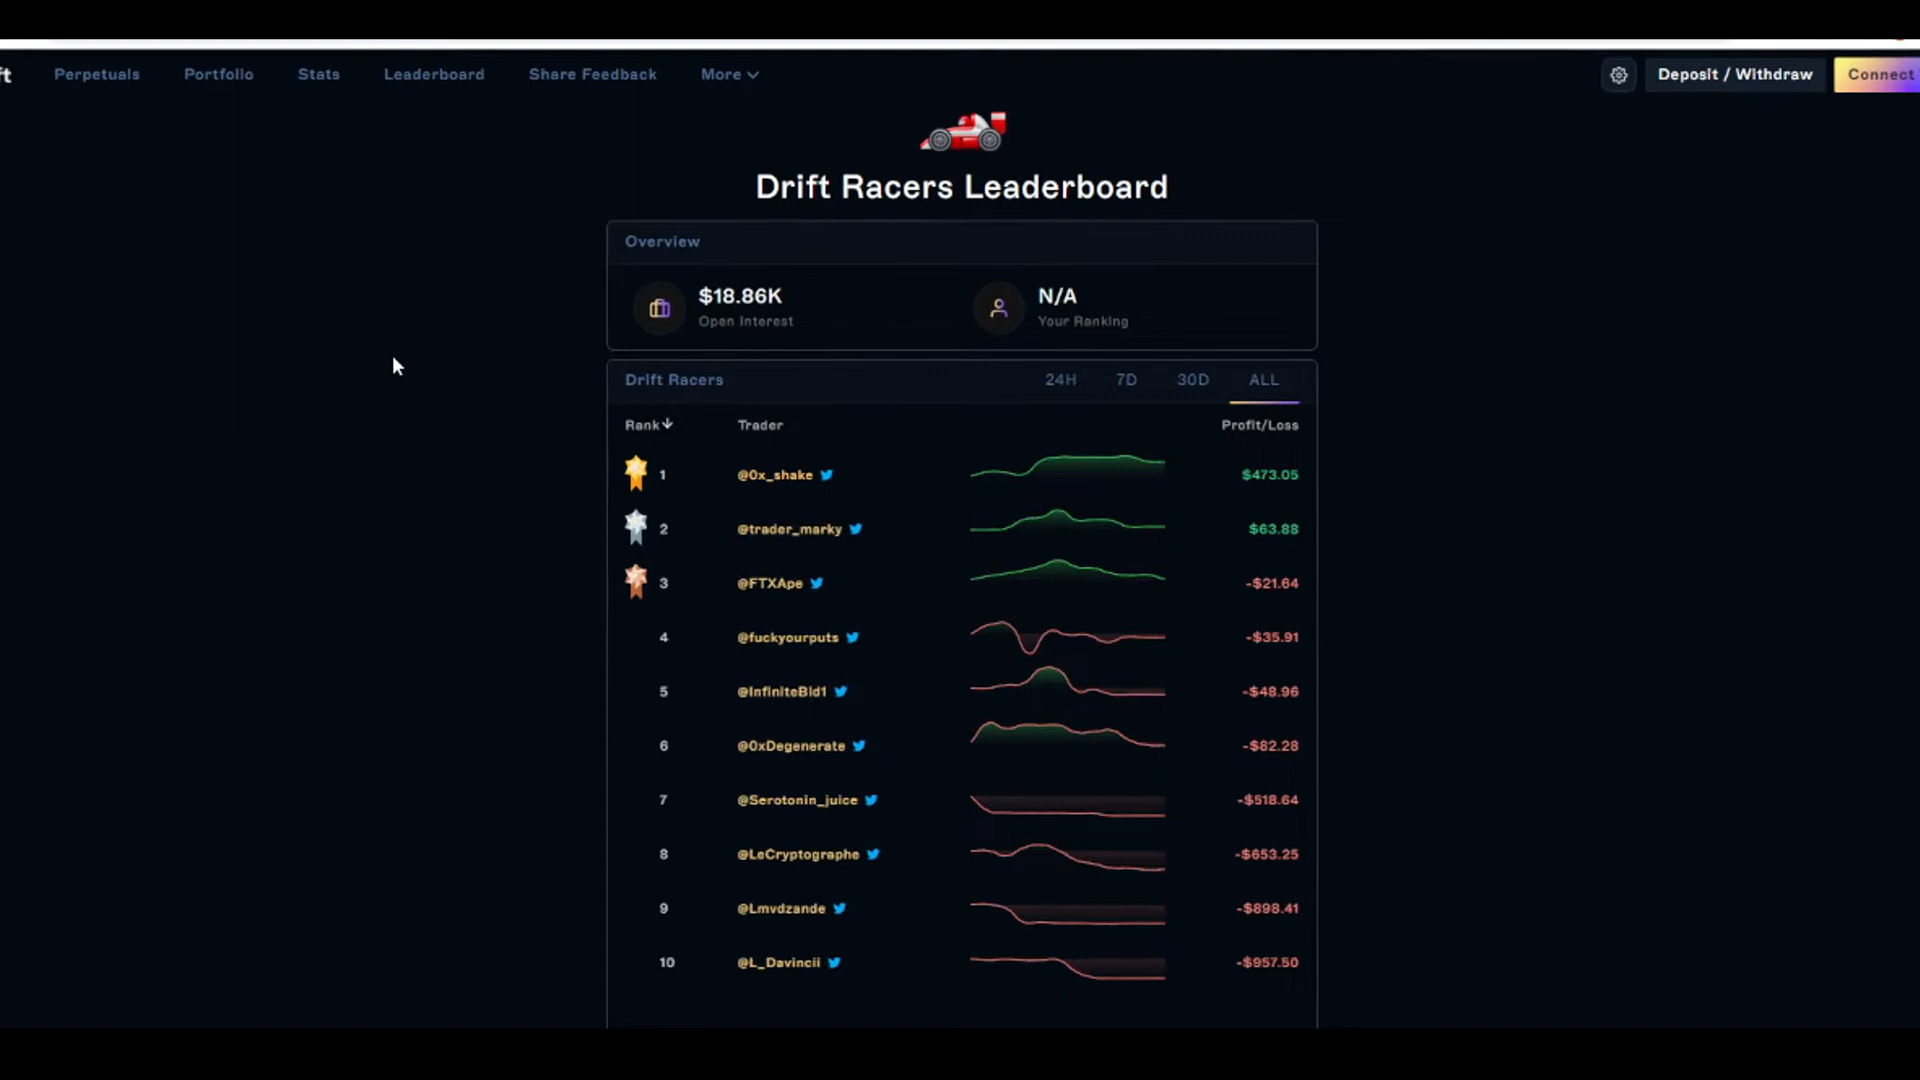 ft Perpetuals Portfolio Stats Leaderboard Share Feedback More Deposit / Withdraw Connect
Drift Racers Leaderboard
Overview
$18.86K N/A
Open Interest Your Ranking
Drift Racers 24H 7D 30D ALL
Rank Trader Profit/Loss
1 @0x_shake $473.05
2 @trader_marky $63.88
3 @FTXApe -$21.64
4 @fuckyourputs -$35.91
5 @InfiniteBid1 -$48.96
6 @0xDegenerate -$82.28
7 @Serotonin_juice -$518.64
8 @LeCryptographe -$653.25
9 @Lmvdzande -$898.41
10 @L_Davincii -$957.50